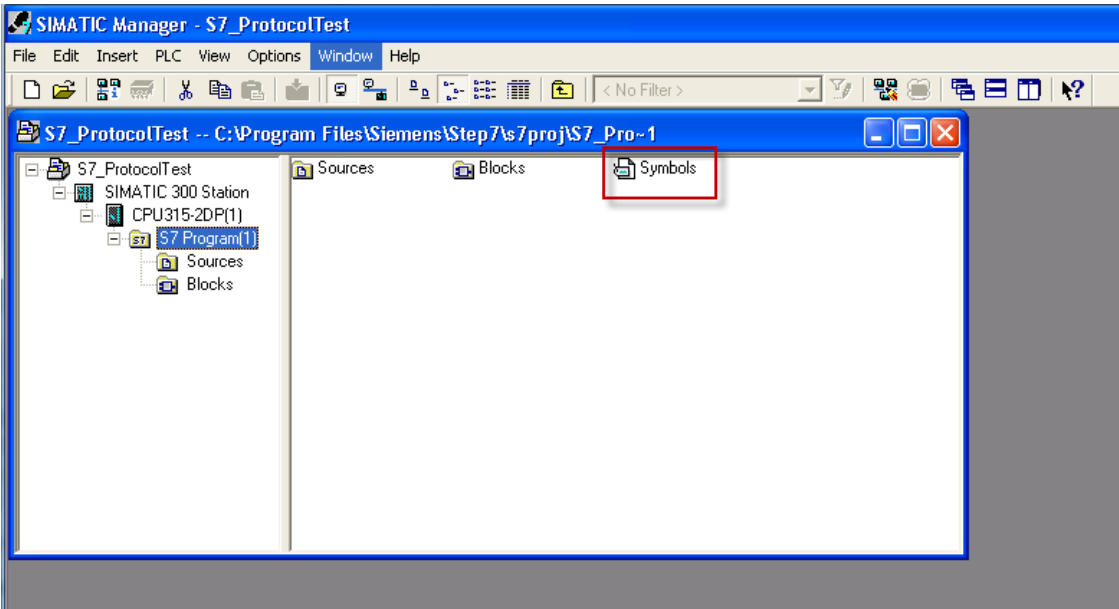 SIMATIC Manager - S7_ProtocolTest
File Edit Insert PLC View Options Window Help
< No Filter >
S7_ProtocolTest -- C:\Program Files\Siemens\Step7\s7proj\S7_Pro~1
S7_ProtocolTest
SIMATIC 300 Station
CPU315-2DP(1)
S7 Program(1)
Sources
Blocks
Sources Blocks Symbols